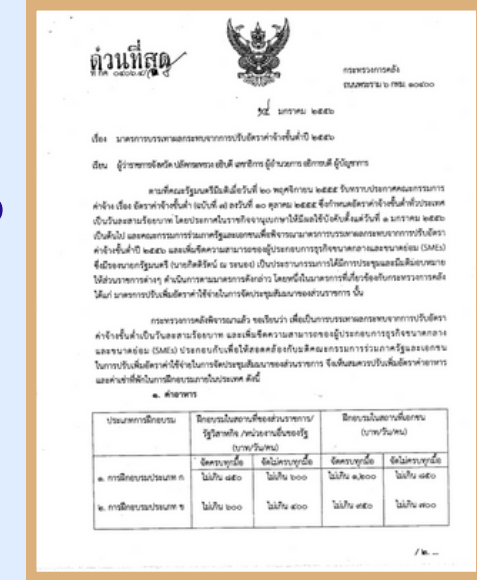 ด่วนที่สุด
ที่ กค ๐๔๐๖.๔/
กระทรวงการคลัง
ถนนพระราม ๖ กทม. ๑๐๔๐๐
มกราคม ๒๕๕๖
เรื่อง มาตรการบรรเทาผลกระทบจากการปรับอัตราค่าจ้างขั้นต่ำปี ๒๕๕๖
เรียน ผู้ว่าราชการจังหวัด ปลัดกระทรวง อธิบดี เลขาธิการ ผู้อำนวยการ อธิการบดี ผู้บัญชาการ
ตามที่คณะรัฐมนตรีมีมติเมื่อวันที่ ๒๐ พฤศจิกายน ๒๕๕๕ รับทราบประกาศคณะกรรมการ
ค่าจ้าง เรื่อง อัตราค่าจ้างขั้นต่ำ (ฉบับที่ ๗) ลงวันที่ ๑๐ ตุลาคม ๒๕๕๕ ซึ่งกำหนดอัตราค่าจ้างขั้นต่ำทั่วประเทศ
เป็นวันละสามร้อยบาท โดยประกาศในราชกิจจานุเบกษาให้มีผลใช้บังคับตั้งแต่วันที่ ๑ มกราคม ๒๕๕๖
เป็นต้นไป และคณะกรรมการร่วมภาครัฐและเอกชนเพื่อพิจารณามาตรการบรรเทาผลกระทบจากการปรับอัตรา
ค่าจ้างขั้นต่ำปี ๒๕๕๖ และเพิ่มขีดความสามารถของผู้ประกอบการธุรกิจขนาดกลางและขนาดย่อม (SMEs)
ซึ่งมีรองนายกรัฐมนตรี (นายกิตติรัตน์ ณ ระนอง) เป็นประธานกรรมการได้มีการประชุมและมีมติมอบหมาย
ให้ส่วนราชการต่างๆ ดำเนินการตามมาตรการดังกล่าว โดยหนึ่งในมาตรการที่เกี่ยวข้องกับกระทรวงการคลัง
ได้แก่ มาตรการปรับเพิ่มอัตราค่าใช้จ่ายในการจัดประชุมสัมมนาของส่วนราชการ นั้น
กระทรวงการคลังพิจารณาแล้ว ขอเรียนว่า เพื่อเป็นการบรรเทาผลกระทบจากการปรับอัตรา
ค่าจ้างขั้นต่ำเป็นวันละสามร้อยบาท และเพิ่มขีดความสามารถของผู้ประกอบการธุรกิจขนาดกลาง
และขนาดย่อม (SMEs) ประกอบกับเพื่อให้สอดคล้องกับมติคณะกรรมการร่วมภาครัฐและเอกชน
ในการปรับเพิ่มอัตราค่าใช้จ่ายในการจัดประชุมสัมมนาของส่วนราชการ จึงเห็นสมควรปรับเพิ่มอัตราค่าอาหาร
และค่าเช่าที่พักในการฝึกอบรมภายในประเทศ ดังนี้
๑. ค่าอาหาร
ประเภทการฝึกอบรม ฝึกอบรมในสถานที่ของส่วนราชการ/ ฝึกอบรมในสถานที่เอกชน
รัฐวิสาหกิจ /หน่วยงานอื่นของรัฐ (บาท/วัน/คน)
(บาท/วัน/คน)
จัดครบทุกมื้อ จัดไม่ครบทุกมื้อ จัดครบทุกมื้อ จัดไม่ครบทุกมื้อ
๑. การฝึกอบรมประเภท ก ไม่เกิน ๘๕๐ ไม่เกิน ๖๐๐ ไม่เกิน ๑,๒๐๐ ไม่เกิน ๘๕๐
๒. การฝึกอบรมประเภท ข ไม่เกิน ๖๐๐ ไม่เกิน ๔๐๐ ไม่เกิน ๙๕๐ ไม่เกิน ๗๐๐
/ ๒. ...